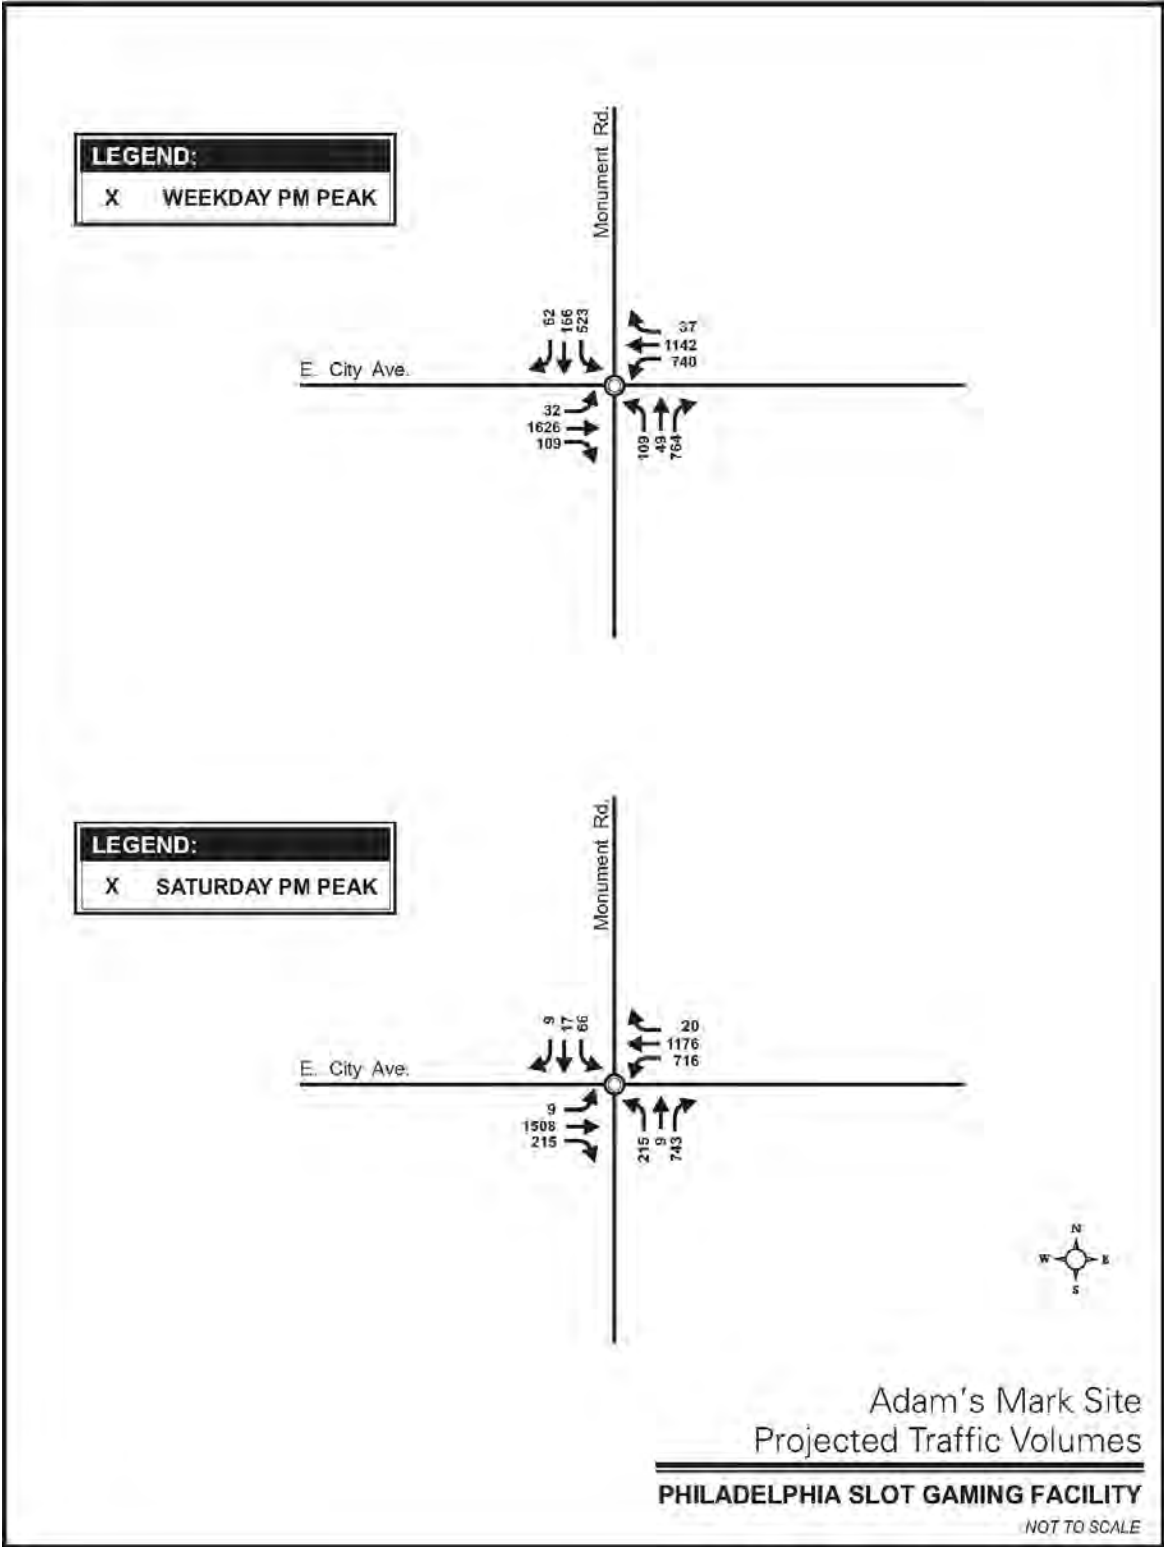 LEGEND:
X WEEKDAY PM PEAK
Monument Rd.
62 166 523
37
1142
740
E. City Ave.
32
1626
109
109 49 764
LEGEND:
X SATURDAY PM PEAK
Monument Rd.
9 17 66
20
1176
716
E. City Ave.
9
1508
215
215 9 743
N
W E
S
Adam's Mark Site
Projected Traffic Volumes
PHILADELPHIA SLOT GAMING FACILITY
NOT TO SCALE